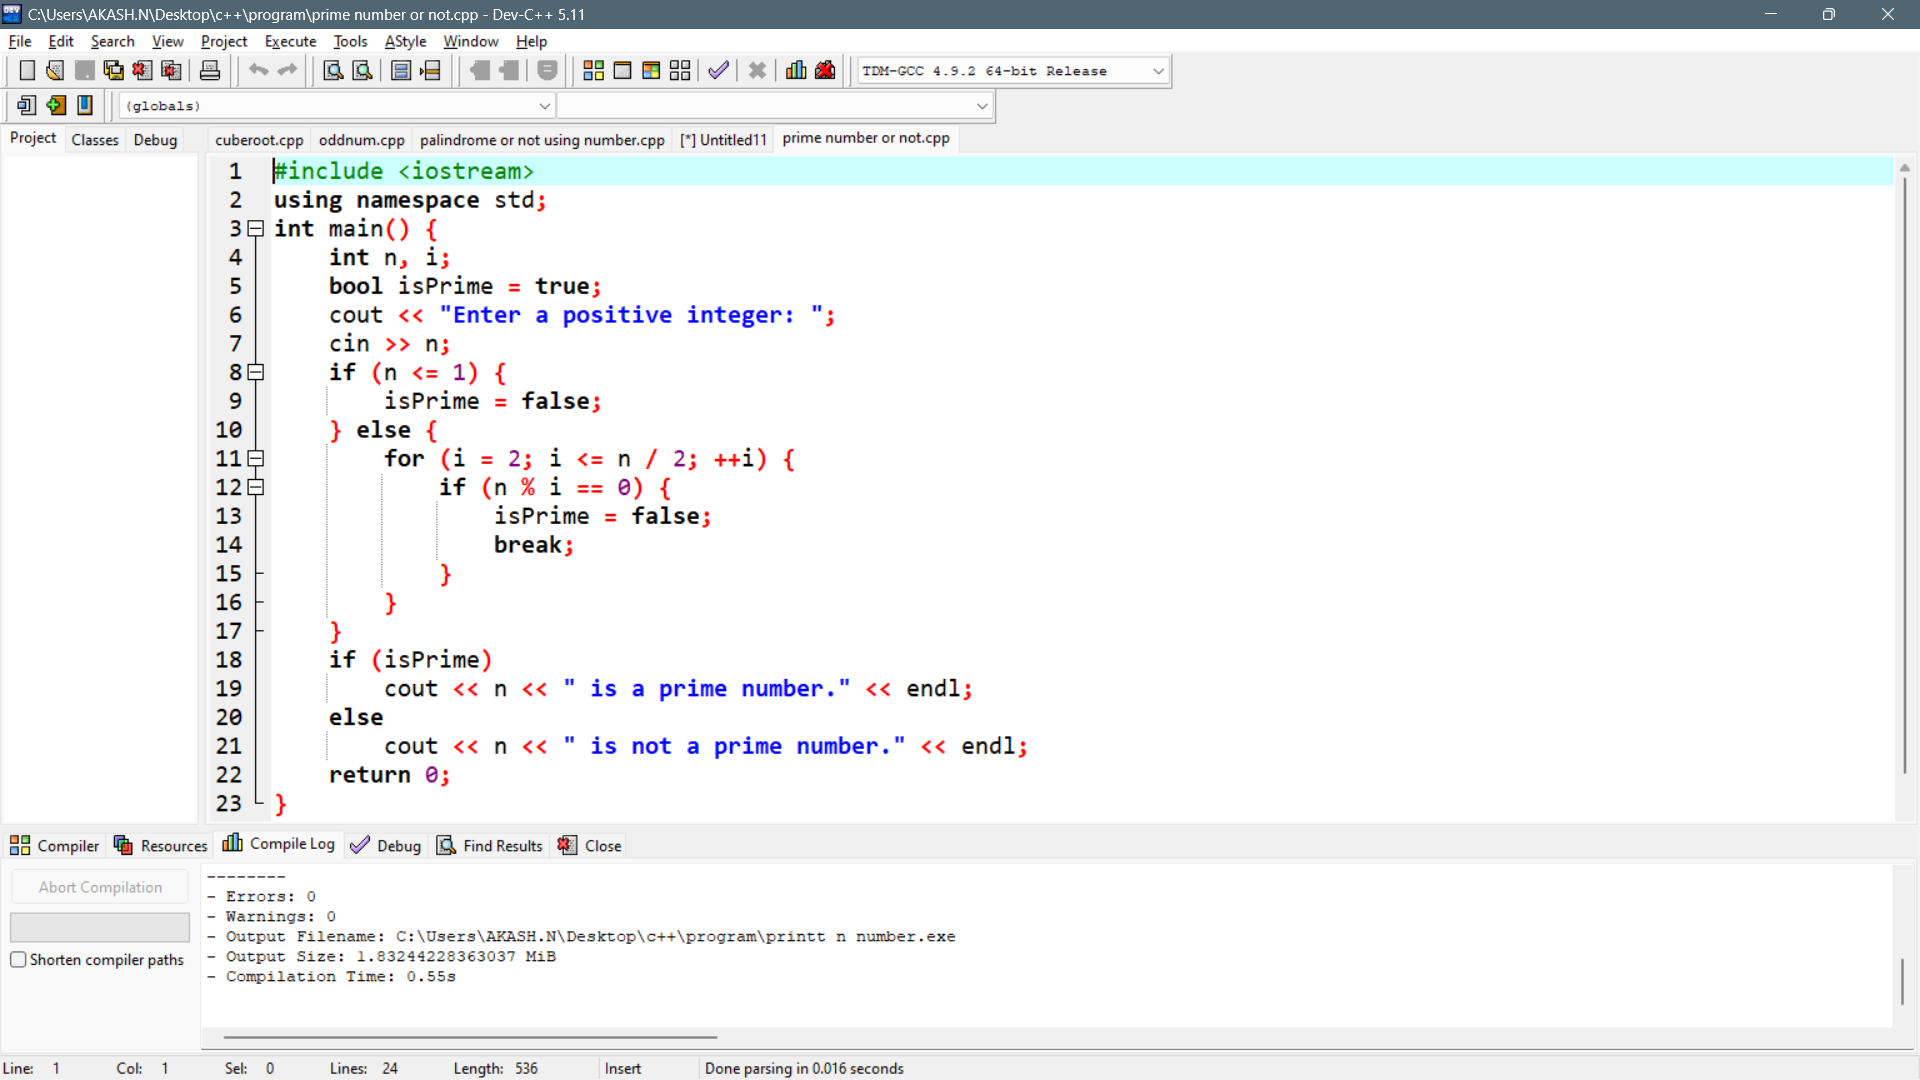 C:\Users\AKASH.N\Desktop\c++\program\prime number or not.cpp - Dev-C++ 5.11
File Edit Search View Project Execute Tools AStyle Window Help
TDM-GCC 4.9.2 64-bit Release
(globals)
Project Classes Debug
cuberoot.cpp oddnum.cpp palindrome or not using number.cpp [*] Untitled11 prime number or not.cpp
1 #include <iostream>
2 using namespace std;
3 int main() {
4 int n, i;
5 bool isPrime = true;
6 cout << "Enter a positive integer: ";
7 cin >> n;
8 if (n <= 1) {
9 isPrime = false;
10 } else {
11 for (i = 2; i <= n / 2; ++i) {
12 if (n % i == 0) {
13 isPrime = false;
14 break;
15 }
16 }
17 }
18 if (isPrime)
19 cout << n << " is a prime number." << endl;
20 else
21 cout << n << " is not a prime number." << endl;
22 return 0;
23 }
Compiler Resources Compile Log Debug Find Results Close
Abort Compilation
Shorten compiler paths
--------
- Errors: 0
- Warnings: 0
- Output Filename: C:\Users\AKASH.N\Desktop\c++\program\printt n number.exe
- Output Size: 1.83244228363037 MiB
- Compilation Time: 0.55s
Line: 1 Col: 1 Sel: 0 Lines: 24 Length: 536 Insert Done parsing in 0.016 seconds